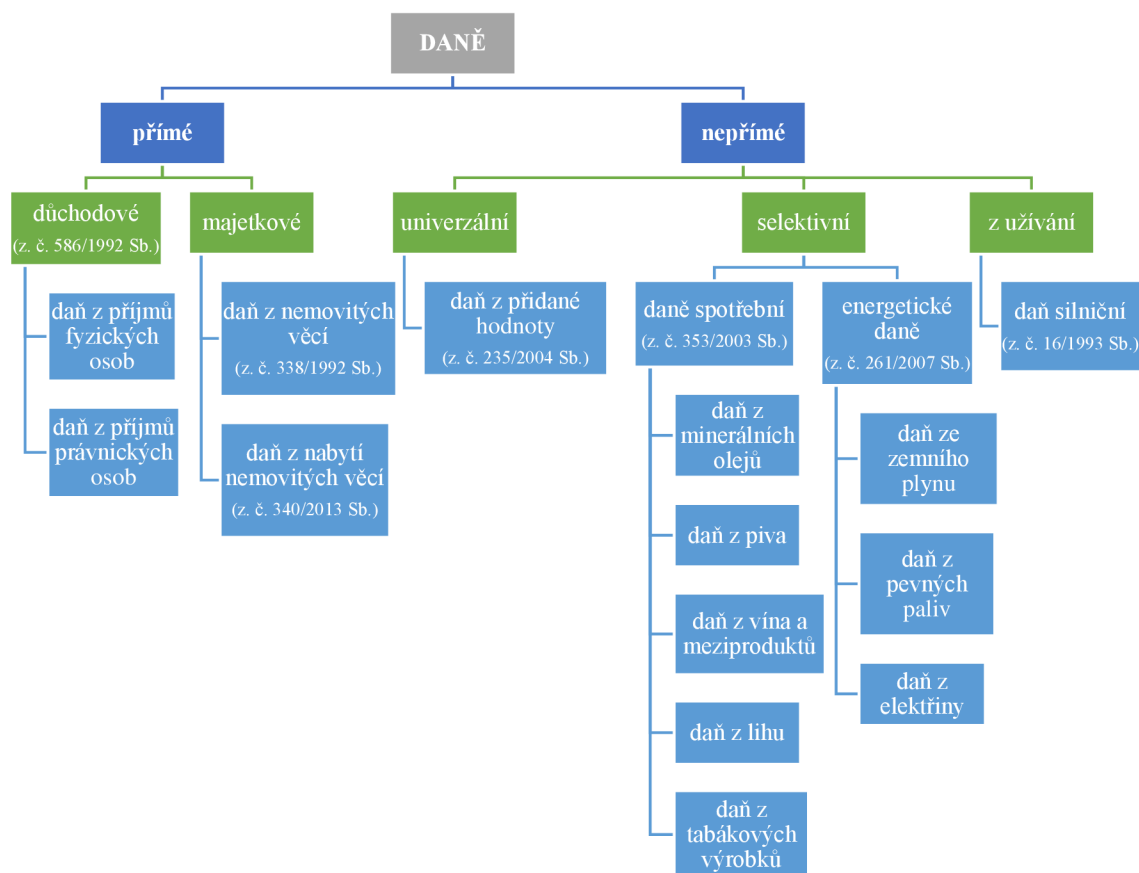 DANĚ
přímé
nepřímé
důchodové
(z. č. 586/1992 Sb.)
majetkové
univerzální
selektivní
z užívání
daň z příjmů
fyzických
osob
daň z příjmů
právnických
osob
daň z nemovitých
věcí
(z. č. 338/1992 Sb.)
daň z nabytí
nemovitých věcí
(z. č. 340/2013 Sb.)
daň z přidané
hodnoty
(z. č. 235/2004 Sb.)
daně spotřební
(z. č. 353/2003 Sb.)
daň z
minerálních
olejů
daň z piva
daň z vína a
meziproduktů
daň z lihu
daň z
tabákových
výrobků
energetické
daně
(z. č. 261/2007 Sb.)
daň ze
zemního
plynu
daň z
pevných
paliv
daň z
elektřiny
daň silniční
(z. č. 16/1993 Sb.)